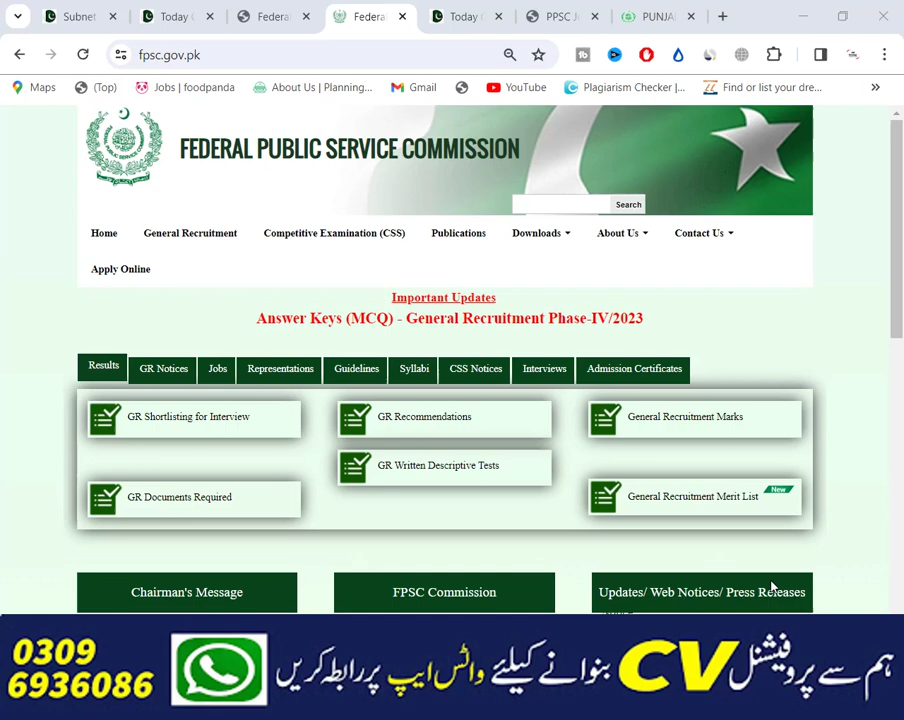 Subnet
Today
Federa
Federa
Today
PPSC J
PUNJA
fpsc.gov.pk
Maps
(Top)
Jobs | foodpanda
About Us | Planning,...
Gmail
YouTube
Plagiarism Checker |...
Find or list your dre...
FEDERAL PUBLIC SERVICE COMMISSION
Search
Home General Recruitment Competitive Examination (CSS) Publications Downloads About Us Contact Us
Apply Online
Important Updates
Answer Keys (MCQ) - General Recruitment Phase-IV/2023
Results GR Notices Jobs Representations Guidelines Syllabi CSS Notices Interviews Admission Certificates
GR Shortlisting for Interview GR Recommendations General Recruitment Marks
GR Written Descriptive Tests
GR Documents Required General Recruitment Merit List New
Chairman's Message FPSC Commission Updates/ Web Notices/ Press Releases
0309
6936086
ہم سے پروفیشنل CV بنوانے کیلئے واٹس ایپ پر رابطہ کریں